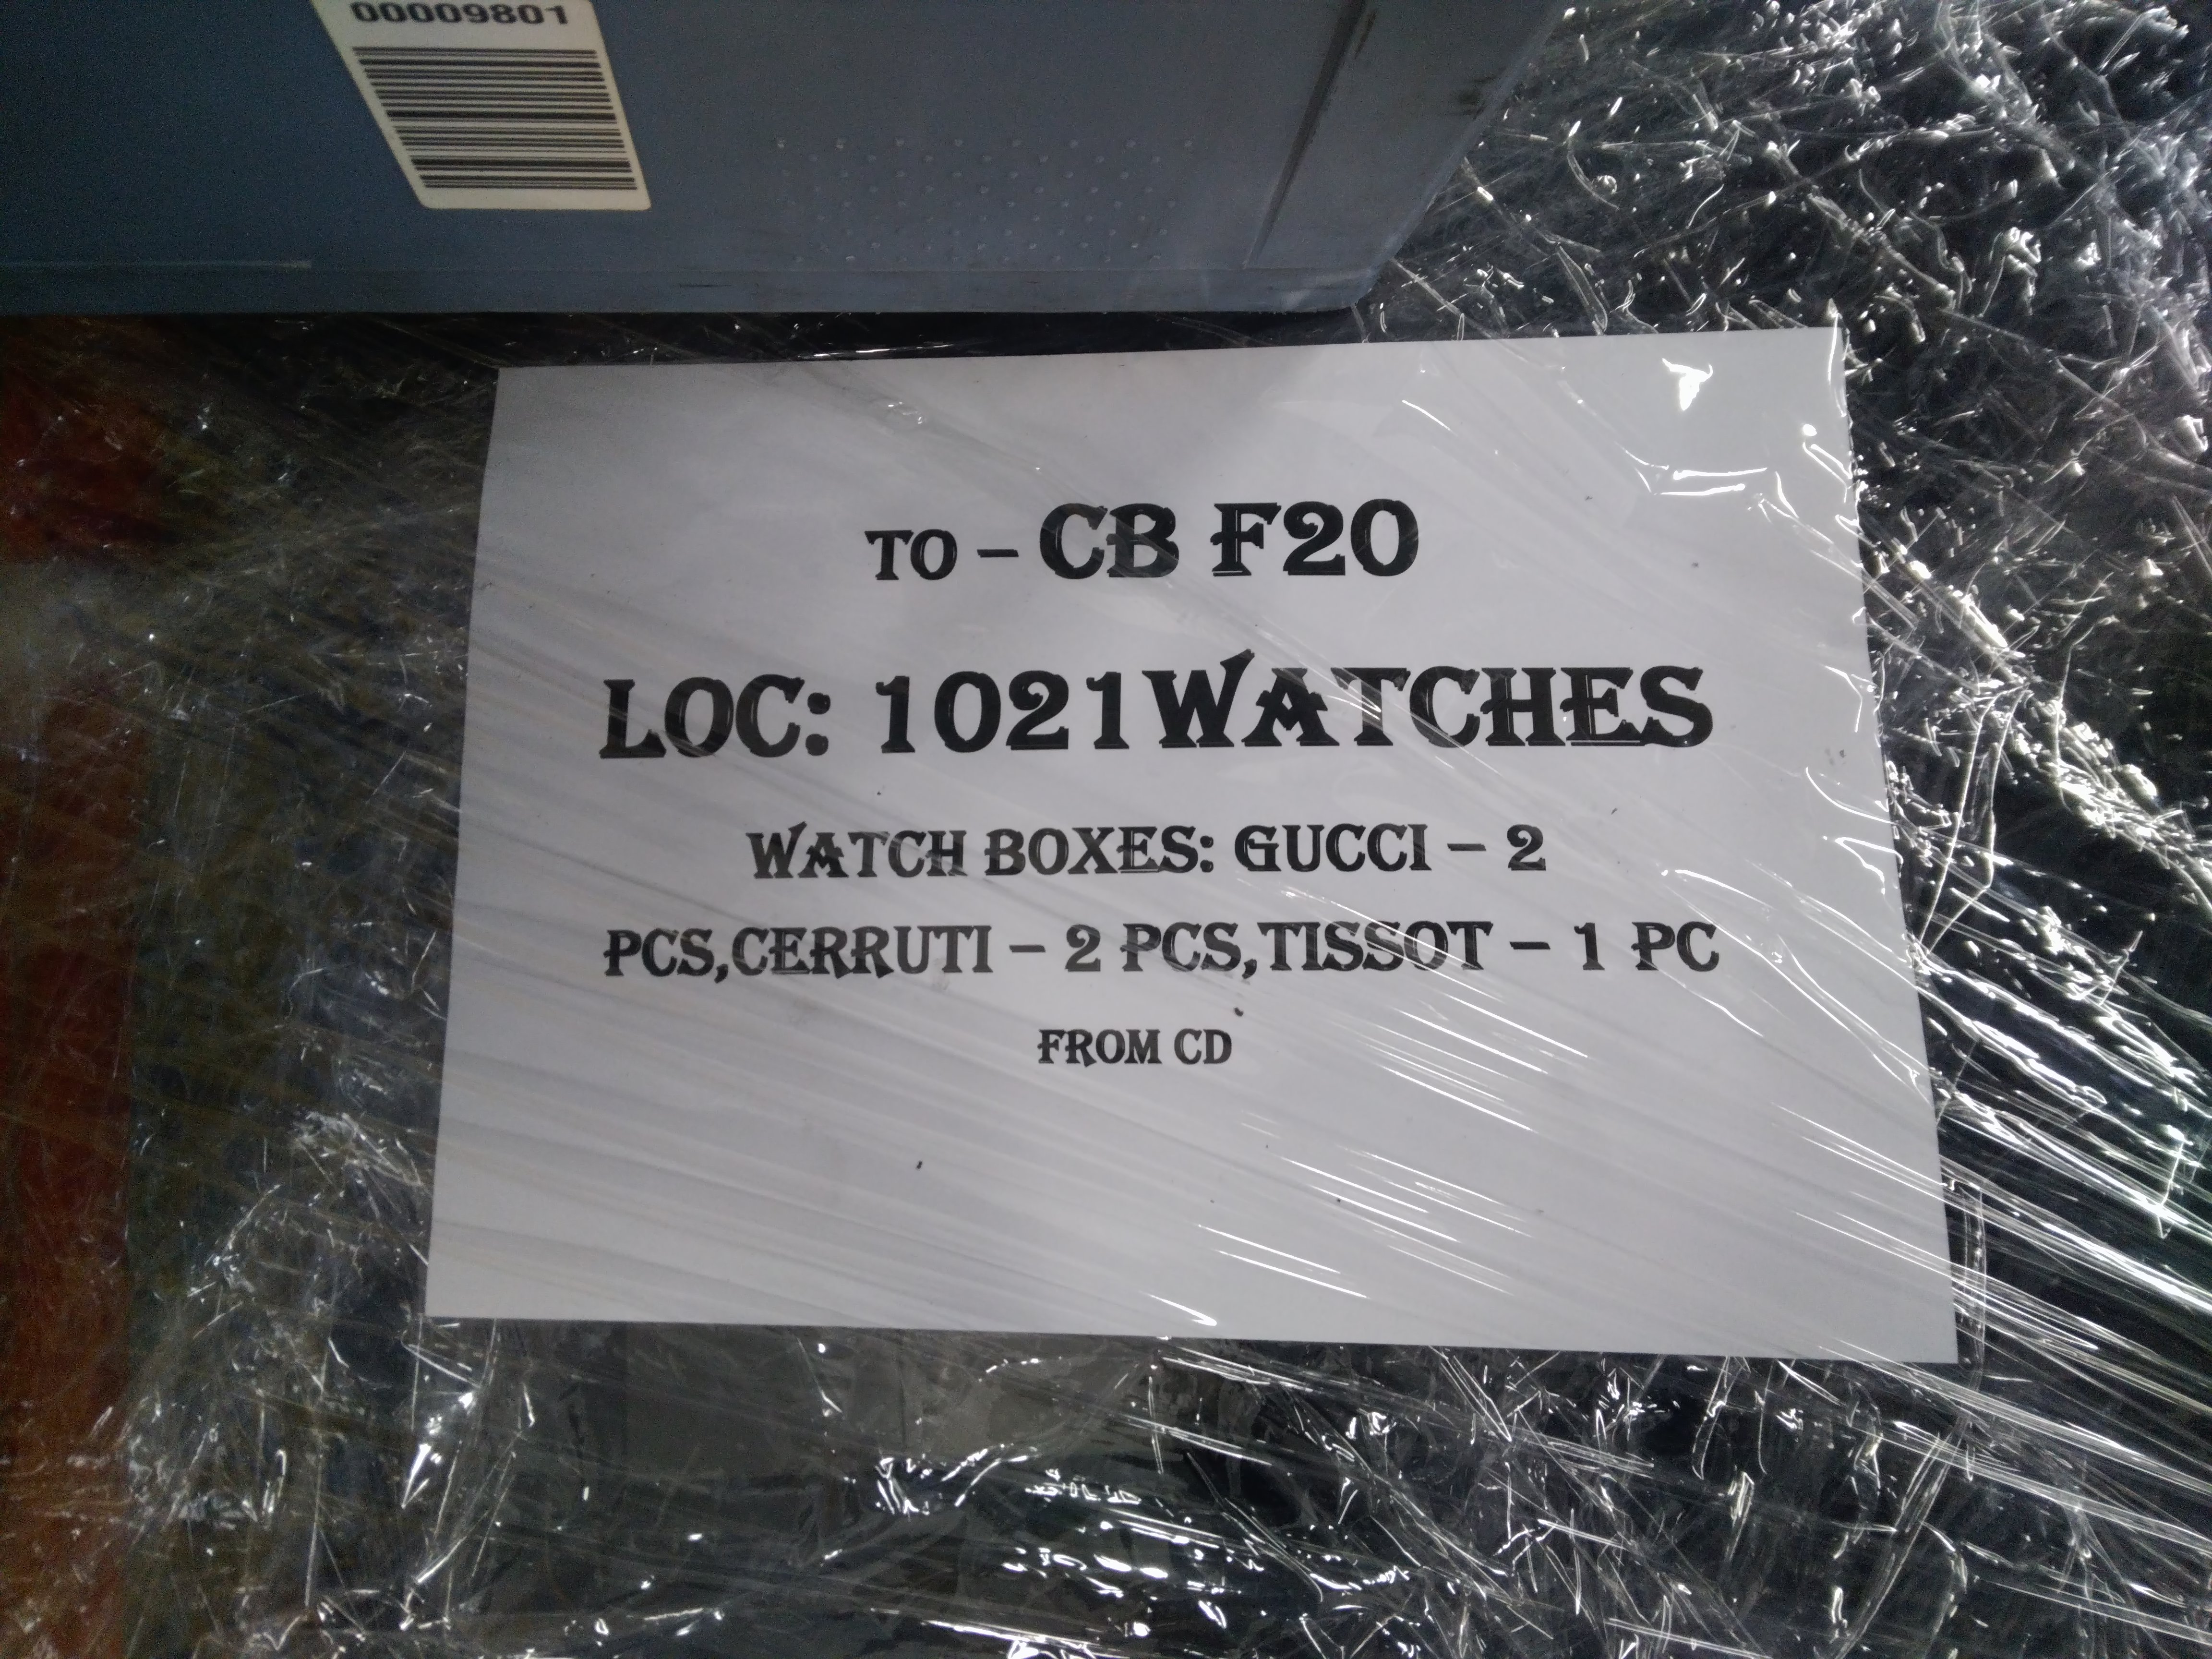 00009801
TO – CB F20
LOC: 1021WATCHES
WATCH BOXES: GUCCI – 2
PCS,CERRUTI – 2 PCS,TISSOT – 1 PC
FROM CD